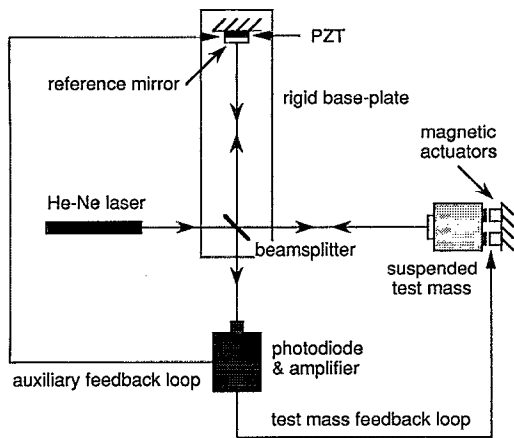 PZT
reference mirror
rigid base-plate
magnetic
actuators
He-Ne laser
beamsplitter
suspended
test mass
photodiode
& amplifier
auxiliary feedback loop
test mass feedback loop